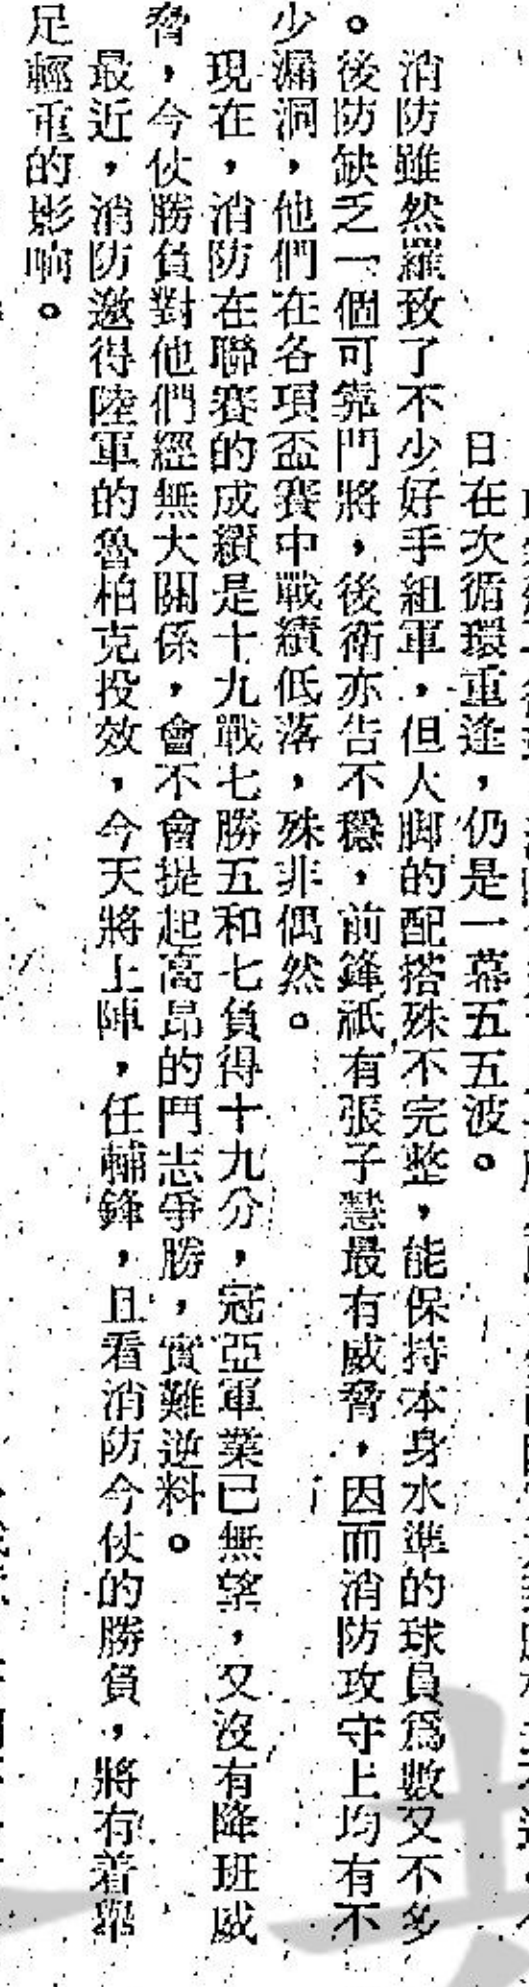 日在次循環重逢，仍是一幕五五波。
消防雖然羅致了不少好手組軍，但人脚的配搭殊不完整，能保持本身水準的球員爲數又不多
。後防缺乏一個可靠門將，後衛亦告不穩，前鋒祇有張子慧最有威脅，因而消防攻守上均有不
少漏洞，他們在各項盃賽中戰績低落，殊非偶然。
現在，消防在聯賽的成績是十九戰七勝五和七負得十九分，冠亞軍業已無望，又沒有降班威
脅，今仗勝負對他們經無大關係，會不會提起高昂的鬥志爭勝，實難逆料。
最近，消防邀得陸軍的魯柏克投效，今天將上陣，任輔鋒，且看消防今仗的勝負，將有着舉
足輕重的影响。